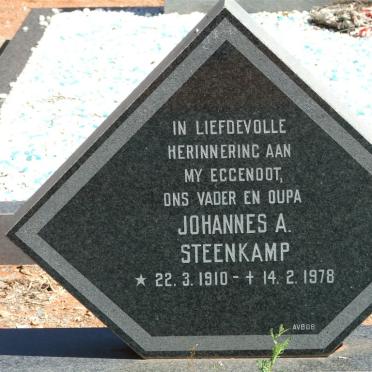 IN LIEFDEVOLLE
HERINNERING AAN
MY EGGENOOT,
ONS VADER EN OUPA
JOHANNES A.
STEENKAMP
★ 22. 3. 1910 - ✝ 14. 2. 1978
AVBOB